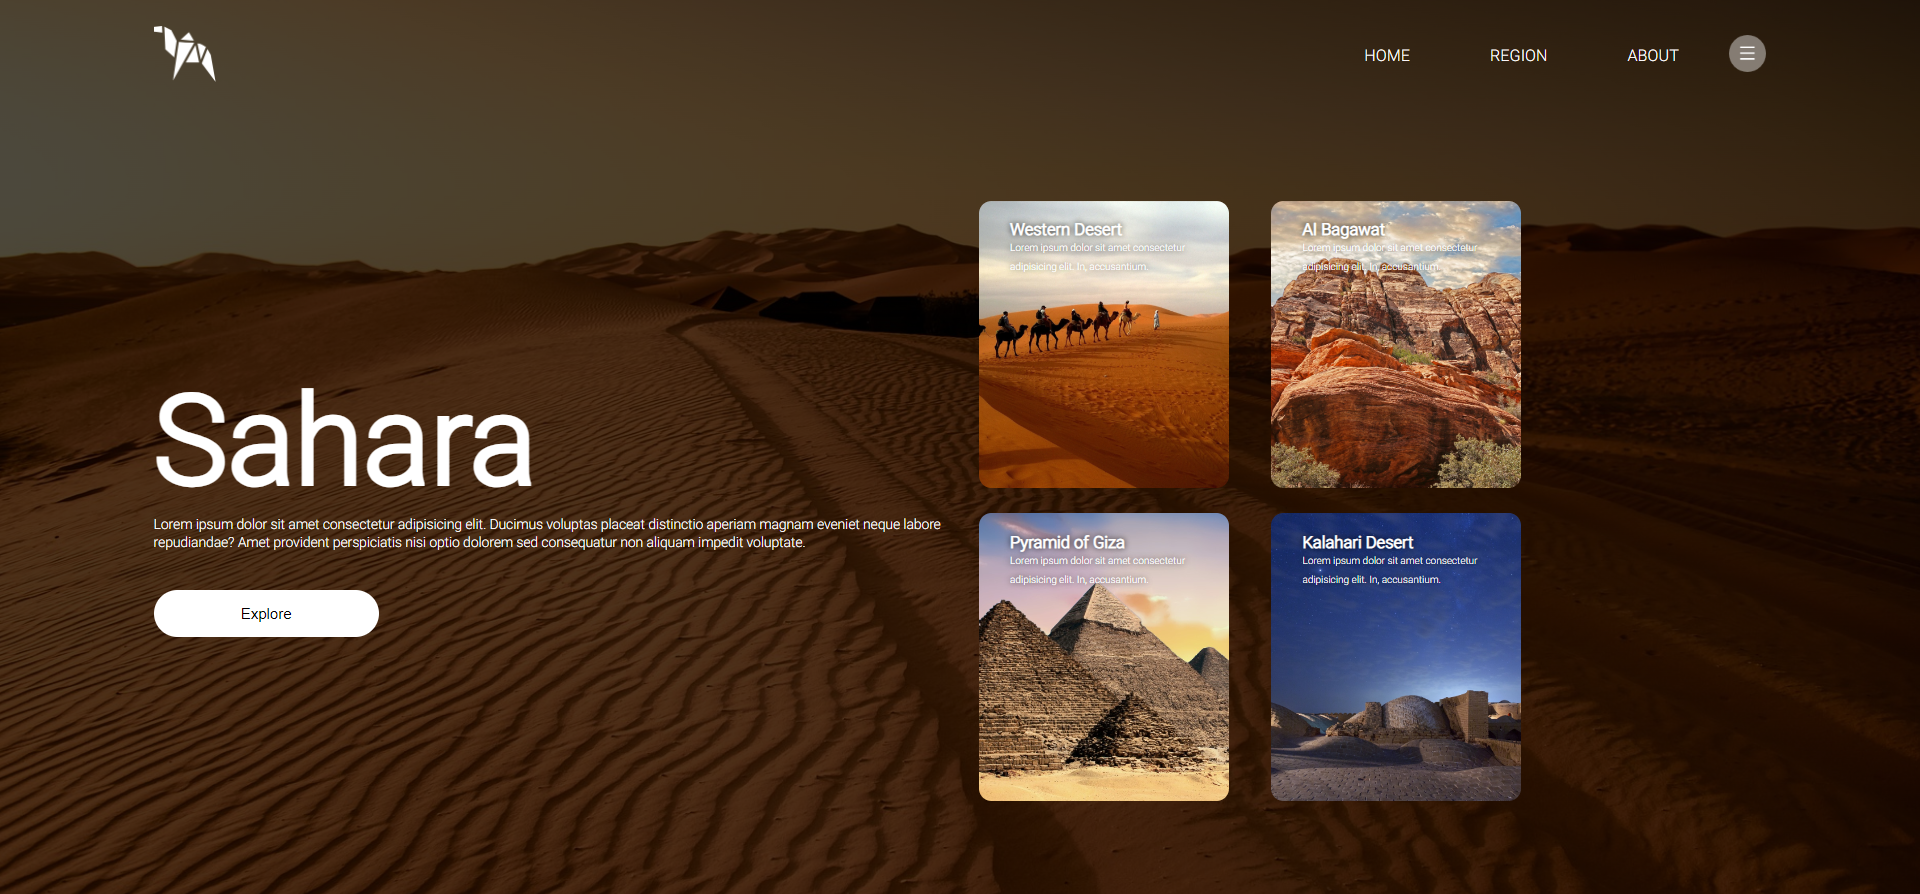 HOME
REGION
ABOUT
Western Desert
Lorem ipsum dolor sit amet consectetur
adipisicing elit. In, accusantium.
Al Bagawat
Lorem ipsum dolor sit amet consectetur
adipisicing elit. In, accusantium.
Sahara
Lorem ipsum dolor sit amet consectetur adipisicing elit. Ducimus voluptas placeat distinctio aperiam magnam eveniet neque labore
repudiandae? Amet provident perspiciatis nisi optio dolorem sed consequatur non aliquam impedit voluptate.
Explore
Pyramid of Giza
Lorem ipsum dolor sit amet consectetur
adipisicing elit. In, accusantium.
Kalahari Desert
Lorem ipsum dolor sit amet consectetur
adipisicing elit. In, accusantium.